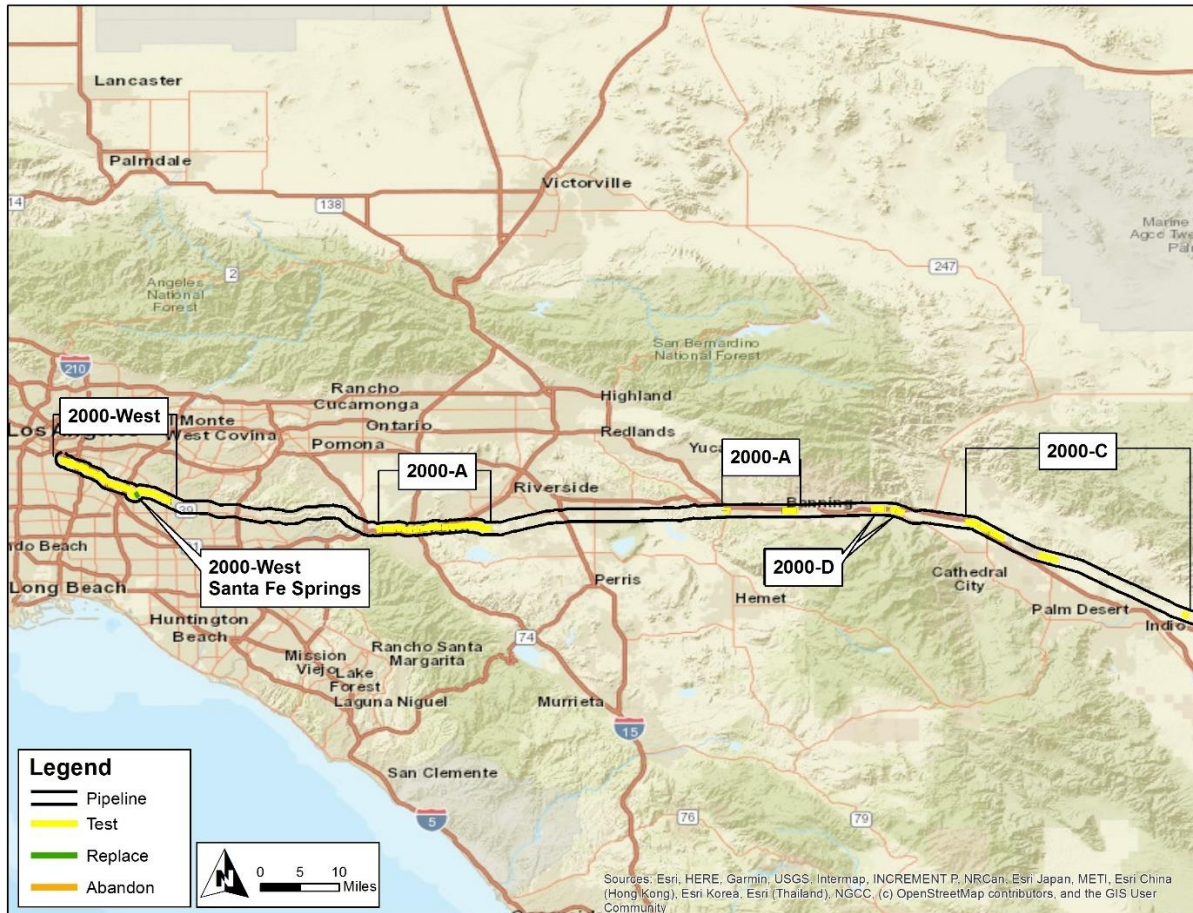 Lancaster
Palmdale
14
138
Victorville
247
Marine
Agcd Twe
Palm
2
Angeles
National
Forest
San Bernardino
National Forest
210
Rancho
Cucamonga
Highland
2000-West
Monte
West Covina
Ontario
Pomona
Redlands
Los Angeles
2000-A
Riverside
Yuca
2000-A
2000-C
Banning
39
91
ndo Beach
Long Beach
2000-West
Santa Fe Springs
2000-D
Cathedral
City
Perris
Hemet
Palm Desert
Indio
Huntington
Beach
74
Rancho Santa
Margarita
Mission
Viejo
Lake
Forest
Laguna Niguel
Murrieta
15
San Clemente
5
76
79
Legend
Pipeline
Test
Replace
Abandon
N
0 5 10
Miles
Sources: Esri, HERE, Garmin, USGS, Intermap, INCREMENT P, NRCan, Esri Japan, METI, Esri China
(Hong Kong), Esri Korea, Esri (Thailand), NGCC, (c) OpenStreetMap contributors, and the GIS User
Community